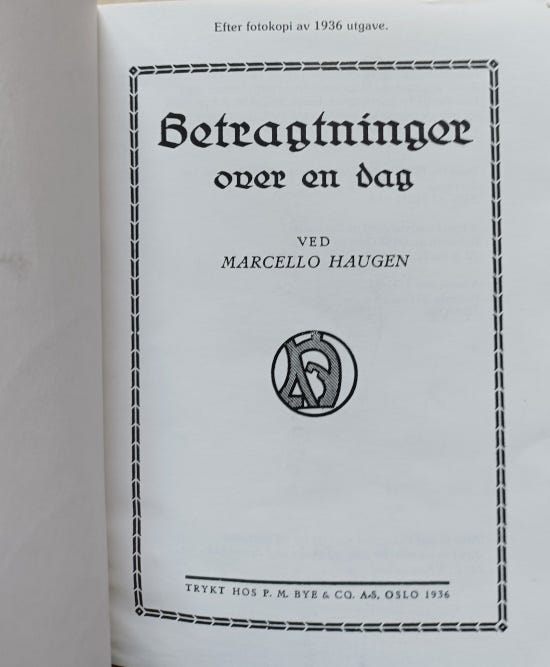 Efter fotokopi av 1936 utgave.
Betragtninger
over en dag
VED
MARCELLO HAUGEN
TRYKT HOS P. M. BYE & CO. A-S, OSLO 1936